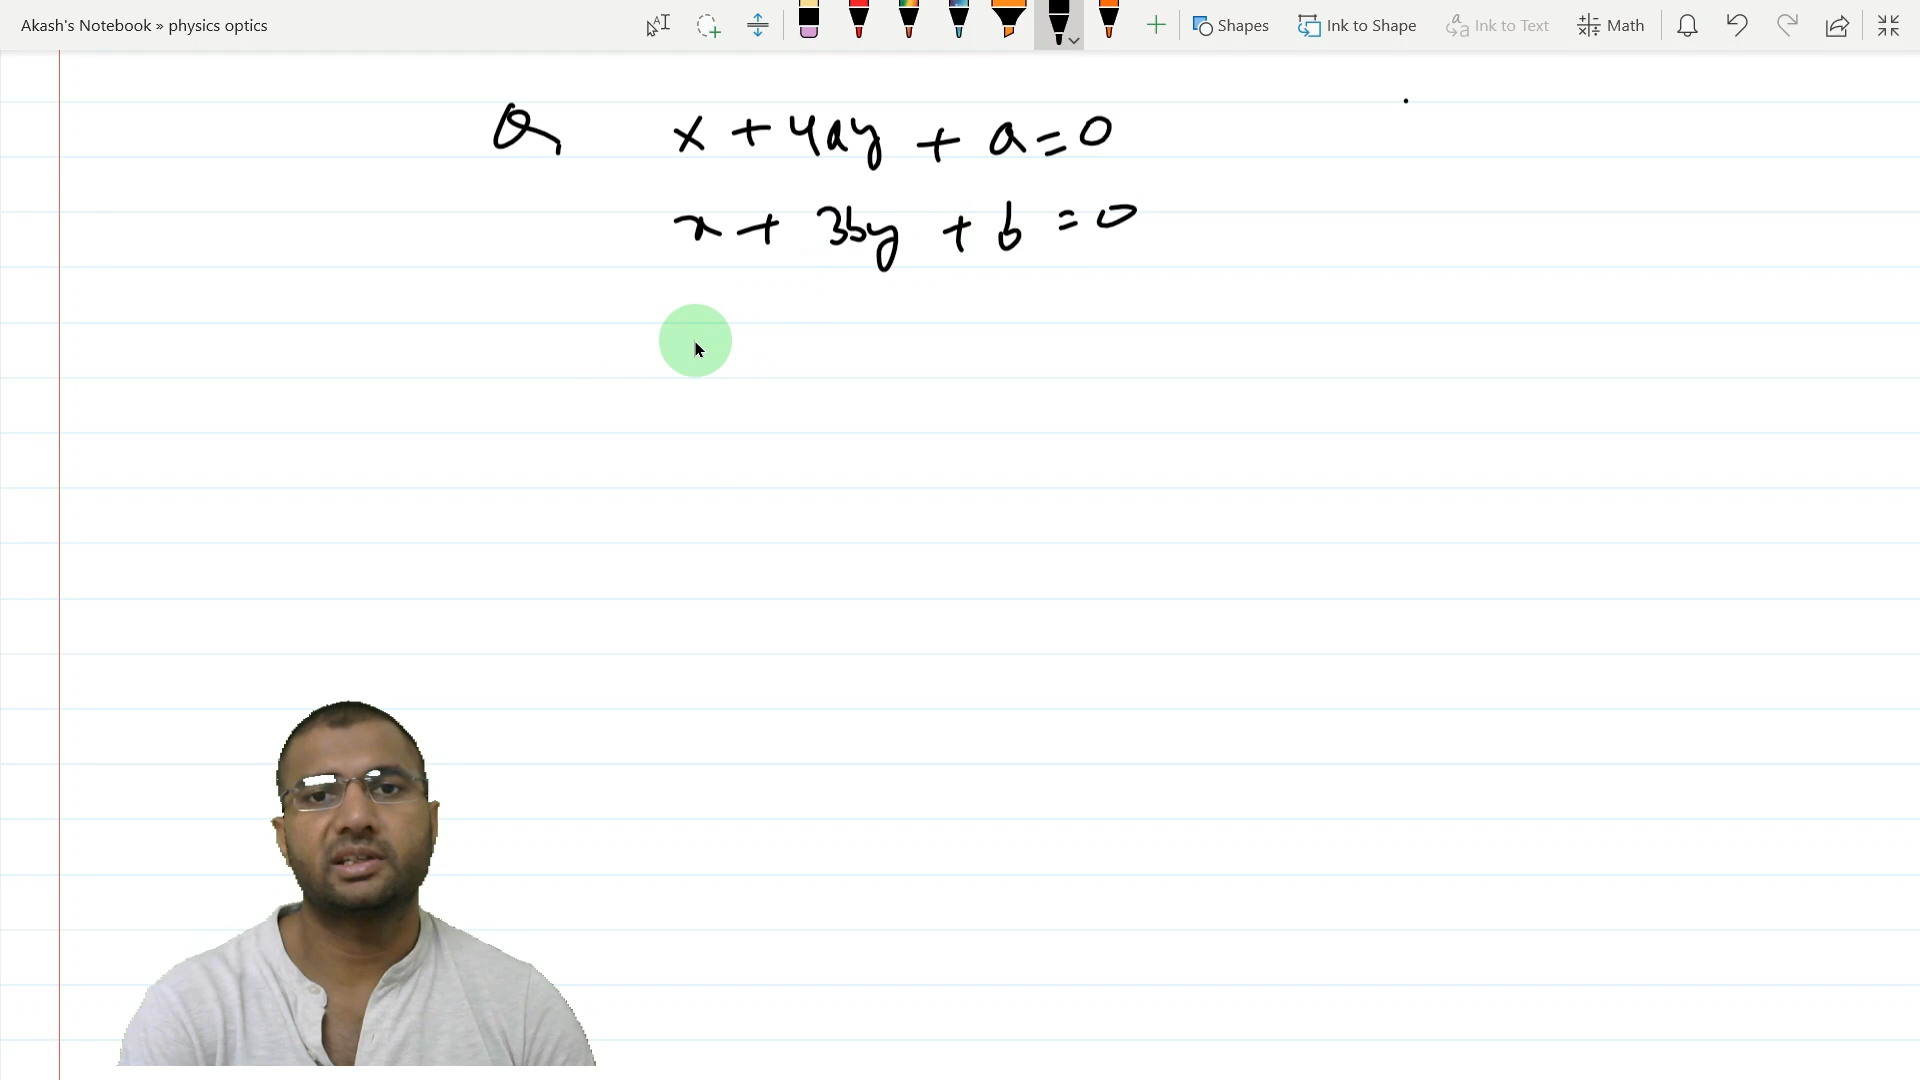 Akash's Notebook » physics optics
Shapes
Ink to Shape
Ink to Text
Math
Q, x + 4ay + a = 0
x + 3by + b = 0